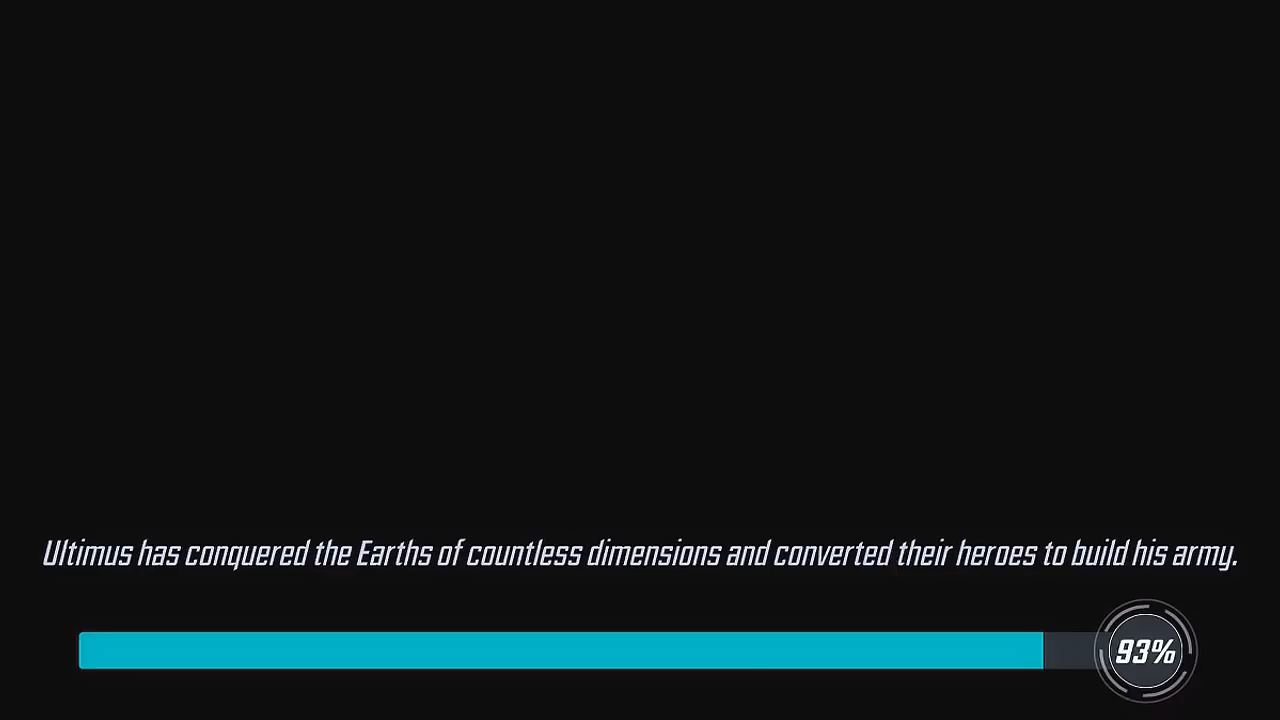 Ultimus has conquered the Earths of countless dimensions and converted their heroes to build his army.
93%